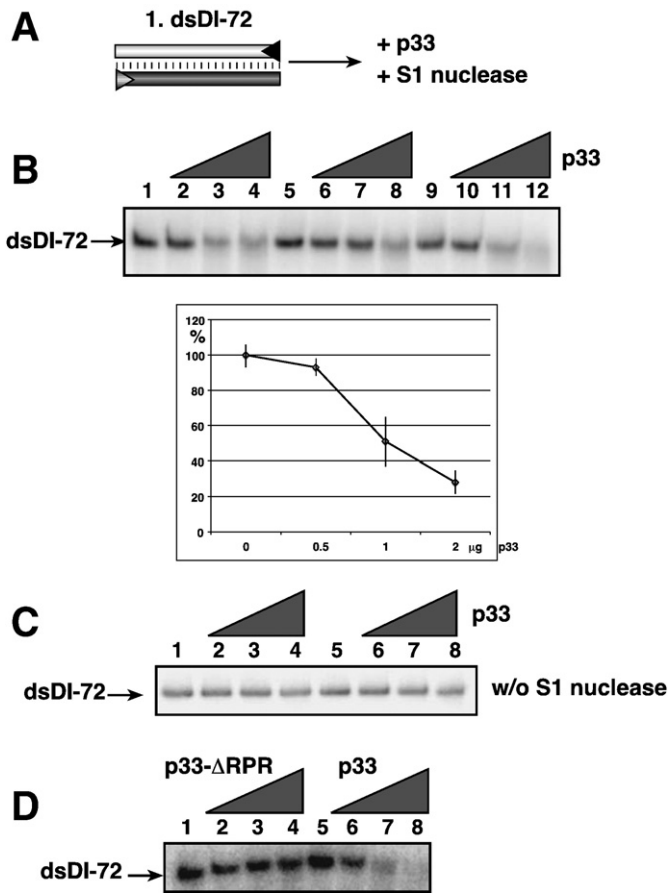 A
1. dsDI-72
+ p33
+ S1 nuclease
B
p33
1 2 3 4 5 6 7 8 9 10 11 12
dsDI-72
120
%
100
80
60
40
20
0
0 0.5 1 2 µg p33
C
p33
1 2 3 4 5 6 7 8
dsDI-72
w/o S1 nuclease
D
p33-ΔRPR p33
1 2 3 4 5 6 7 8
dsDI-72